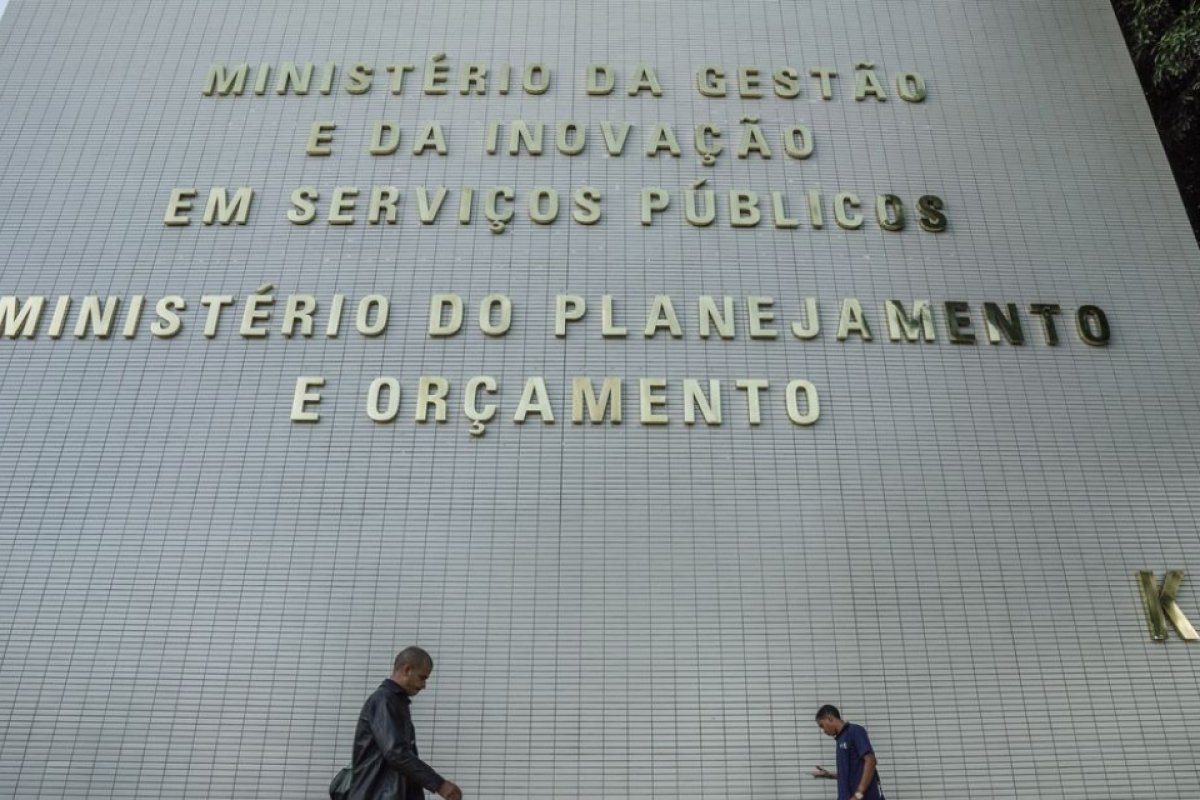 MINISTÉRIO DA GESTÃO
E DA INOVAÇÃO
EM SERVIÇOS PÚBLICOS
MINISTÉRIO DO PLANEJAMENTO
E ORÇAMENTO
K